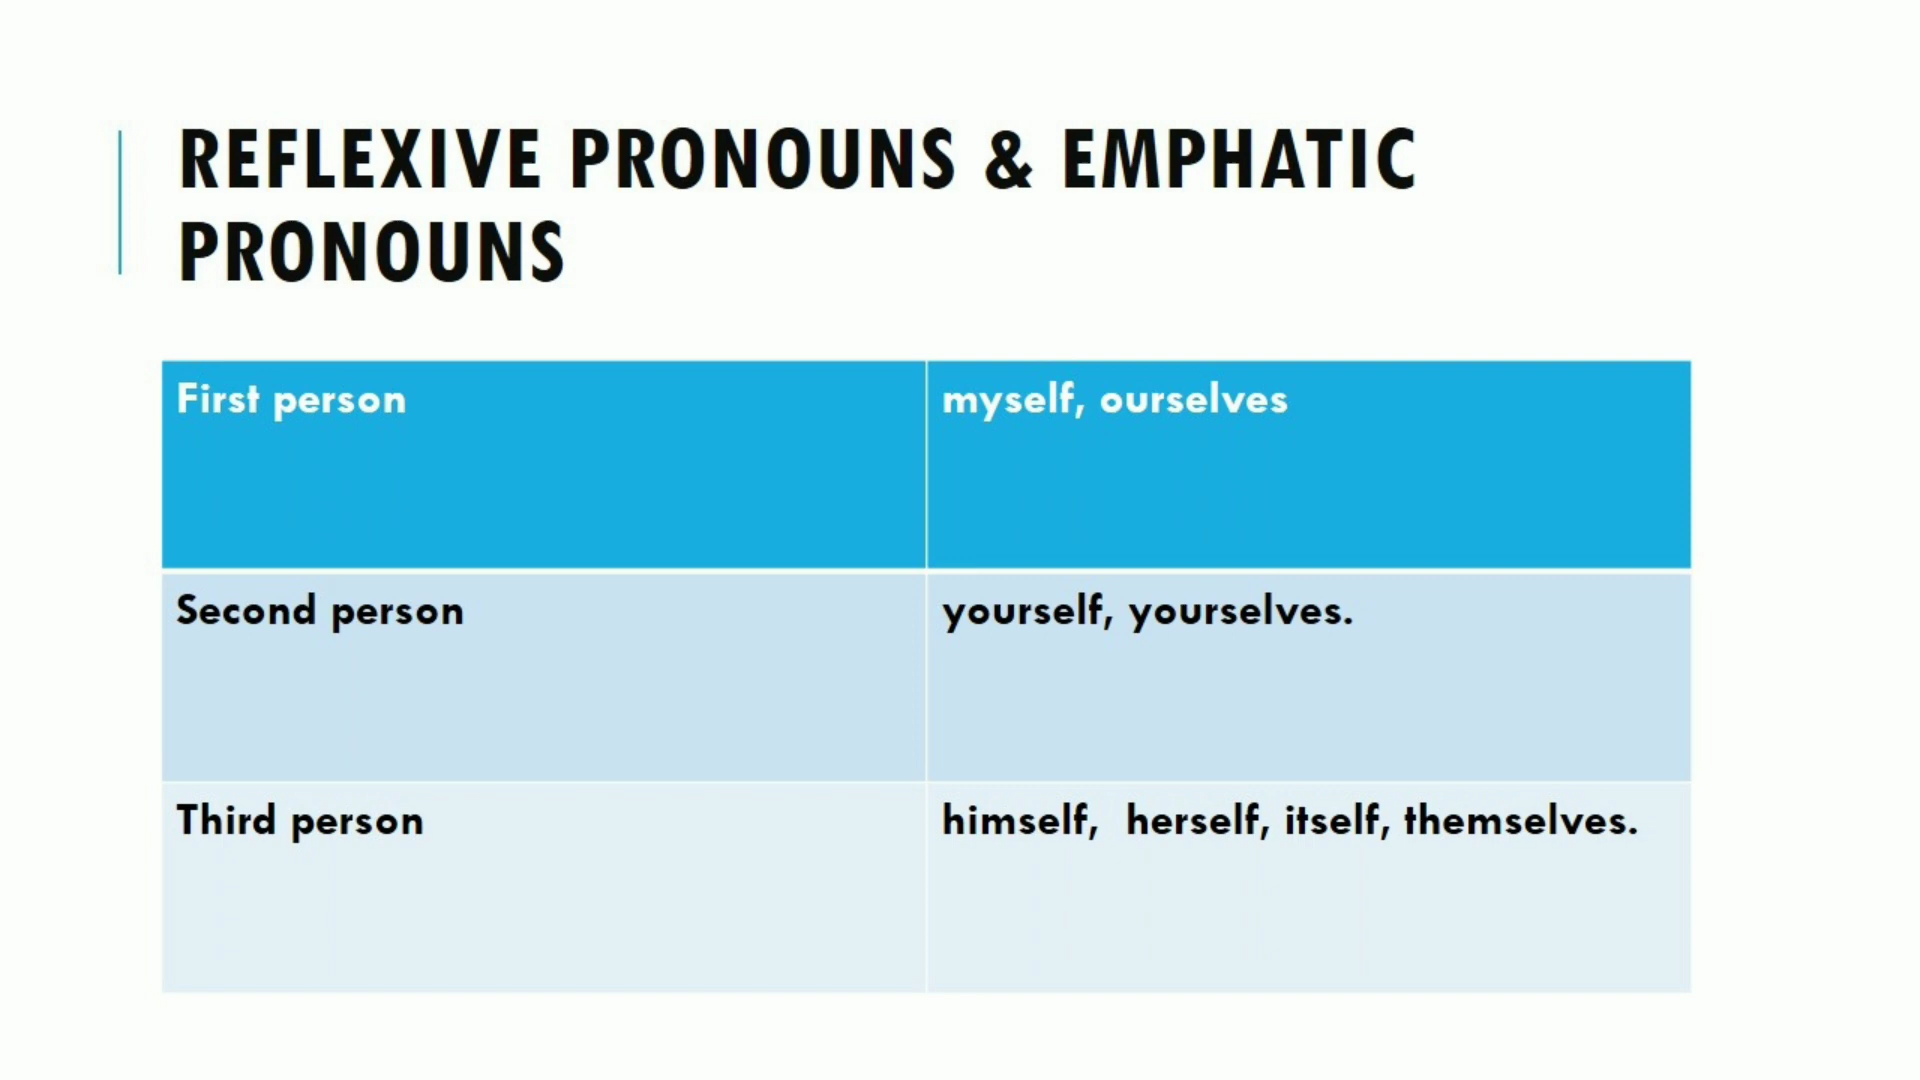 REFLEXIVE PRONOUNS & EMPHATIC
PRONOUNS
First person
myself, ourselves
Second person
yourself, yourselves.
Third person
himself,  herself, itself, themselves.